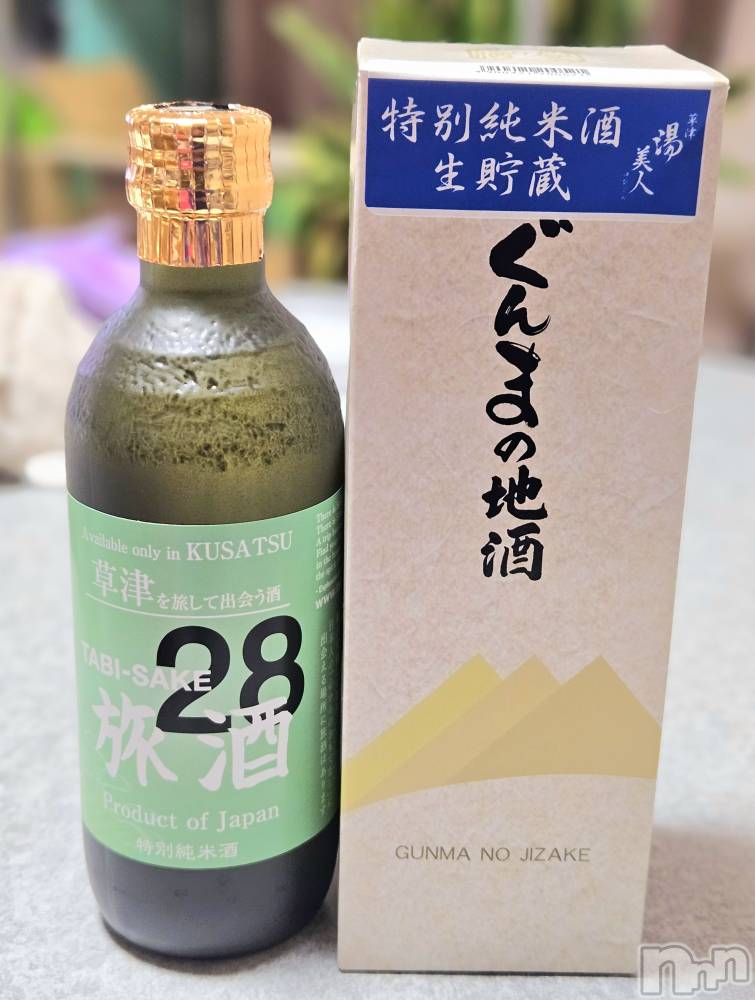 Available only in KUSATSU
草津を旅して出会う酒
28
TABI-SAKE
旅酒
Product of Japan
特別純米酒
特別純米酒
生貯蔵
草津
湯美人
ぐんまの地酒
GUNMA NO JIZAKE
nnn